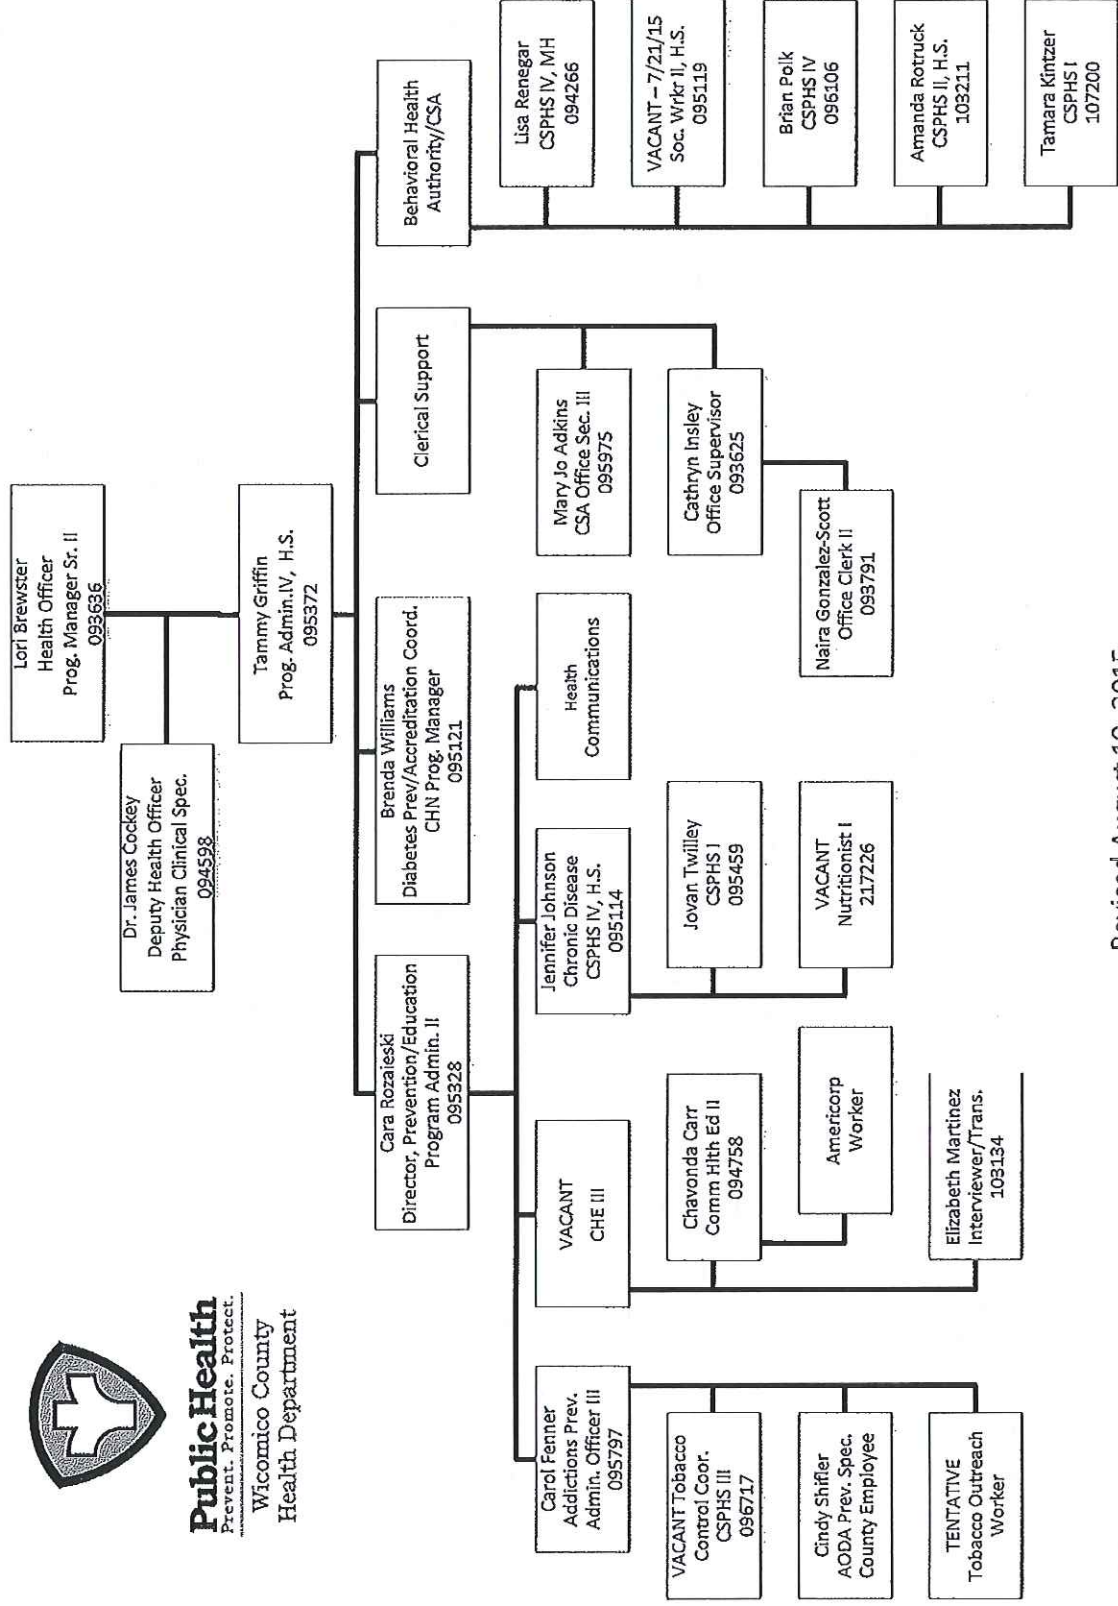 Public Health
Prevent. Promote. Protect.
Wicomico County
Health Department
Lori Brewster
Health Officer
Prog. Manager Sr. II
093636
Dr. James Cockey
Deputy Health Officer
Physician Clinical Spec.
094598
Tammy Griffin
Prog. Admin.IV, H.S.
095372
Cara Rozaieski
Director, Prevention/Education
Program Admin. II
095328
Brenda Williams
Diabetes Prev/Accreditation Coord.
CHN Prog. Manager
095121
Clerical Support
Behavioral Health
Authority/CSA
Carol Fenner
Addictions Prev.
Admin. Officer III
095797
VACANT
CHE III
Jennifer Johnson
Chronic Disease
CSPHS IV, H.S.
095114
Health
Communications
Mary Jo Adkins
CSA Office Sec. III
095975
Lisa Renegar
CSPHS IV, MH
094266
VACANT Tobacco
Control Coor.
CSPHS III
096717
Chavonda Carr
Comm Hlth Ed II
094758
Jovan Twilley
CSPHS I
095459
Cathryn Insley
Office Supervisor
093625
VACANT – 7/21/15
Soc. Wrkr II, H.S.
095119
Cindy Shifler
AODA Prev. Spec.
County Employee
Americorp
Worker
VACANT
Nutritionist I
217226
Naira Gonzalez-Scott
Office Clerk II
093791
Brian Polk
CSPHS IV
096106
TENTATIVE
Tobacco Outreach
Worker
Elizabeth Martinez
Interviewer/Trans.
103134
Amanda Rotruck
CSPHS II, H.S.
103211
Tamara Kintzer
CSPHS I
107200
Revised August 10, 2015